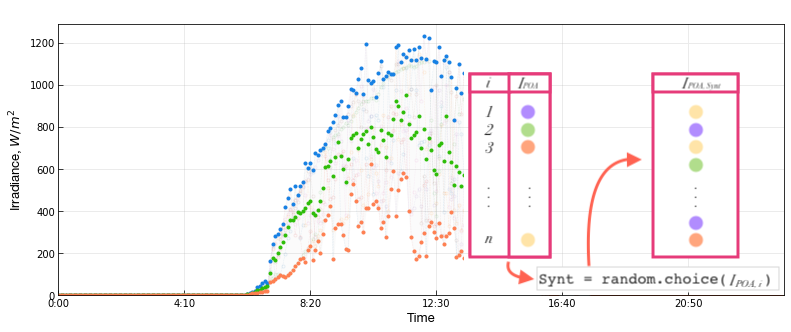 Irradiance, W/m²
1200
1000
800
600
400
200
0
0:00 4:10 8:20 12:30 16:40 20:50
Time
i I_POA
1
2
3
n
I_POA, Synt
Synt = random.choice(I_POA, i)